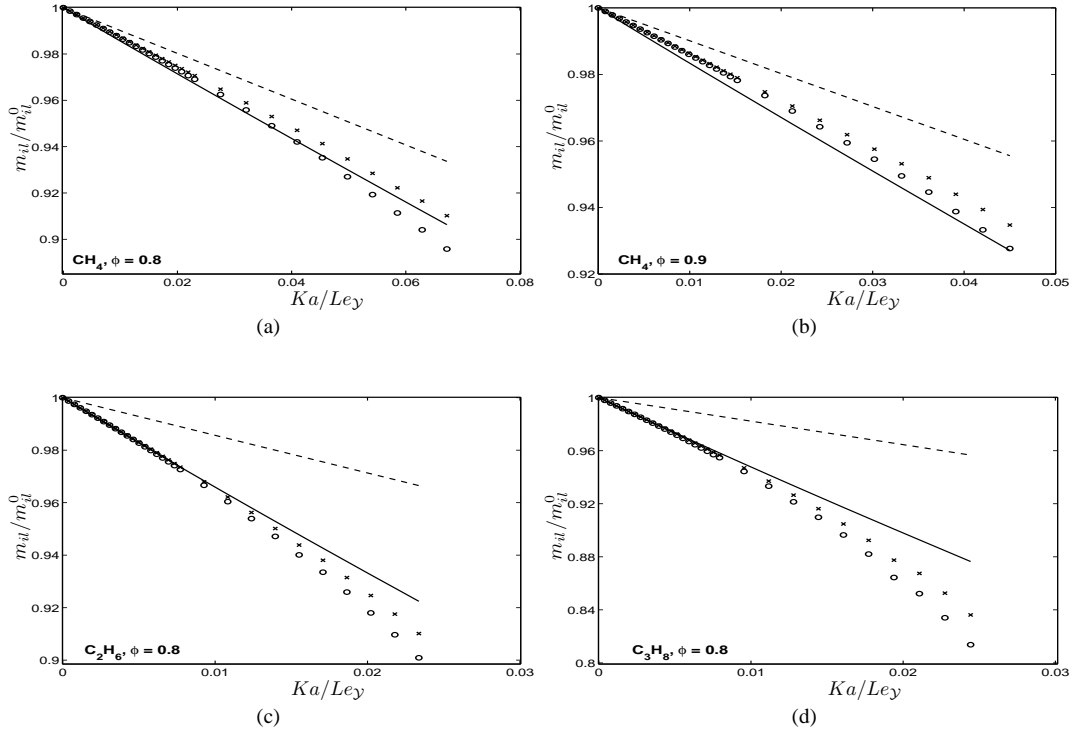 1
0.98
0.96
0.94
0.92
0.9
0 0.02 0.04 0.06 0.08
m_{il}/m_{il}^0
CH4, ϕ = 0.8
Ka/Le_𝒴
(a)
1
0.98
0.96
0.94
0.92
0 0.01 0.02 0.03 0.04 0.05
m_{il}/m_{il}^0
CH4, ϕ = 0.9
Ka/Le_𝒴
(b)
1
0.98
0.96
0.94
0.92
0.9
0 0.01 0.02 0.03
m_{il}/m_{il}^0
C2H6, ϕ = 0.8
Ka/Le_𝒴
(c)
1
0.96
0.92
0.88
0.84
0.8
0 0.01 0.02 0.03
m_{il}/m_{il}^0
C3H8, ϕ = 0.8
Ka/Le_𝒴
(d)